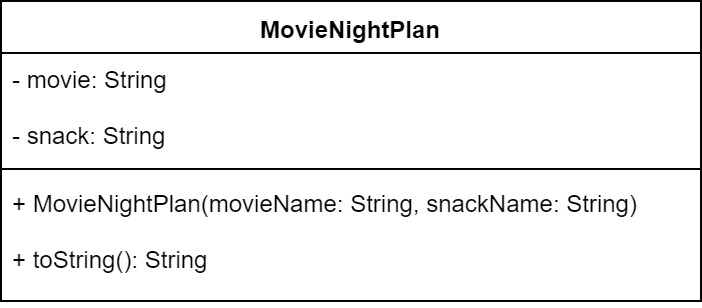 MovieNightPlan
- movie: String
- snack: String
+ MovieNightPlan(movieName: String, snackName: String)
+ toString(): String